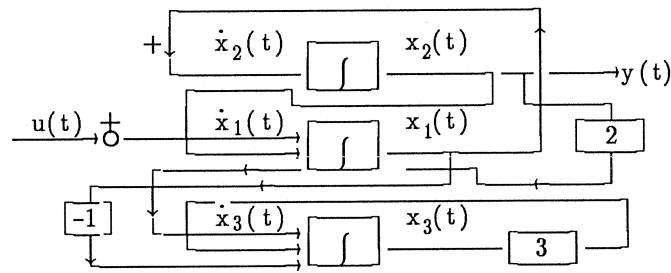 + ẋ₂(t) ∫ x₂(t) y(t)
u(t) + ẋ₁(t) ∫ x₁(t) 2
-1 ẋ₃(t) ∫ x₃(t) 3